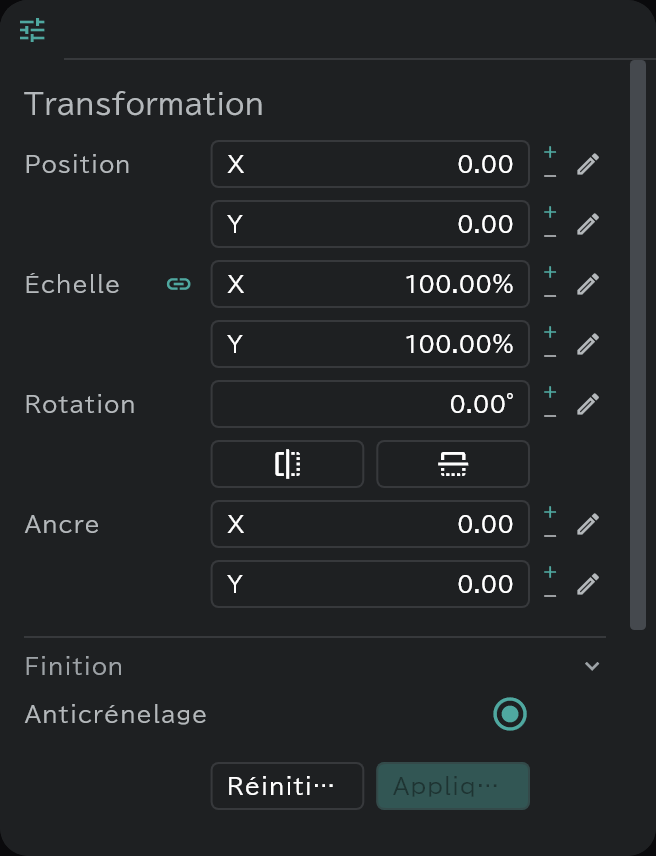 Transformation
Position X 0.00
Y 0.00
Échelle X 100.00%
Y 100.00%
Rotation 0.00°
Ancre X 0.00
Y 0.00
Finition
Anticrénelage
Réiniti… Appliq…